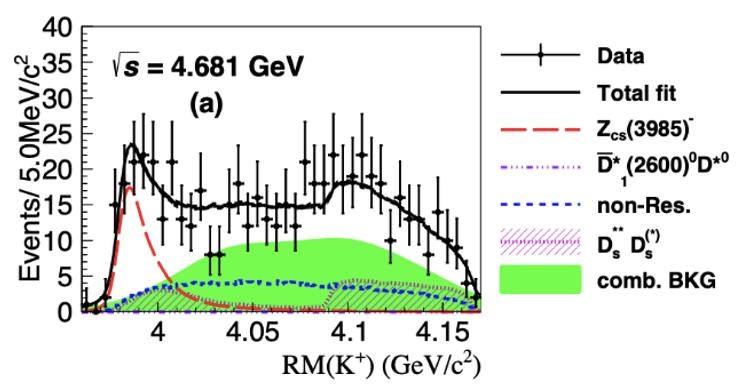 40
35
30
25
20
15
10
5
0
Events/ 5.0MeV/c²
√s = 4.681 GeV
(a)
4 4.05 4.1 4.15
RM(K⁺) (GeV/c²)
Data
Total fit
Z_cs(3985)⁻
D̅*₁(2600)⁰D*⁰
non-Res.
D_s** D_s(*)
comb. BKG